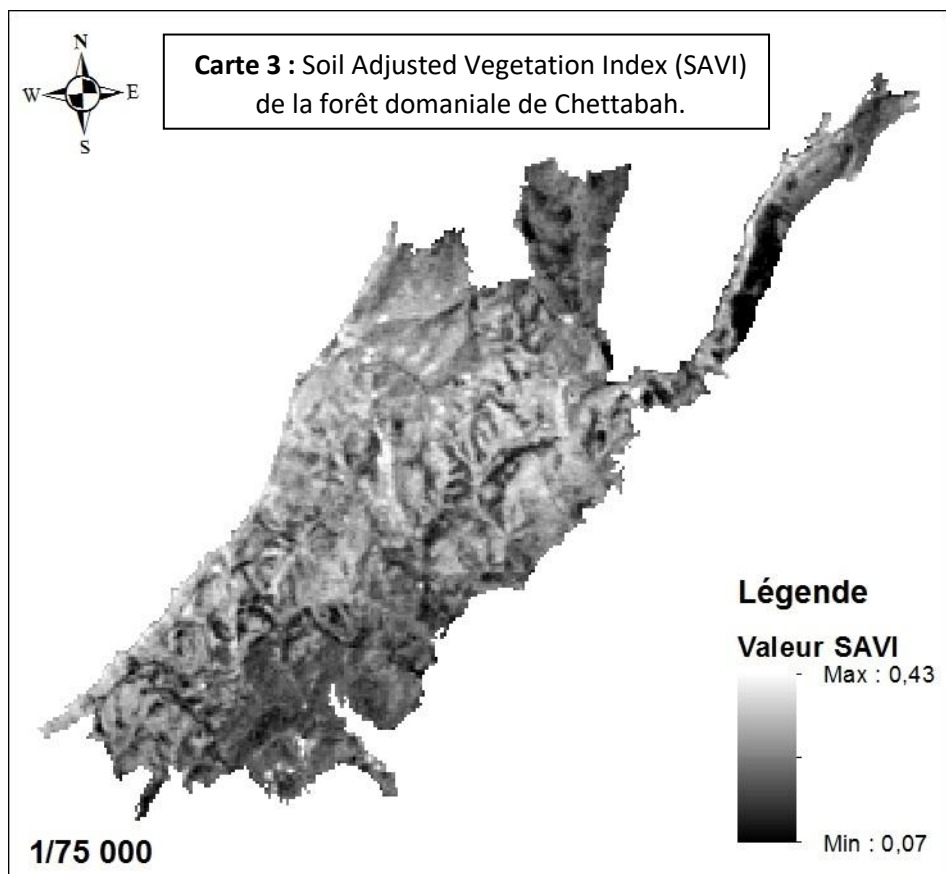 N
W E
S
Carte 3 : Soil Adjusted Vegetation Index (SAVI)
de la forêt domaniale de Chettabah.
Légende
Valeur SAVI
Max : 0,43
Min : 0,07
1/75 000